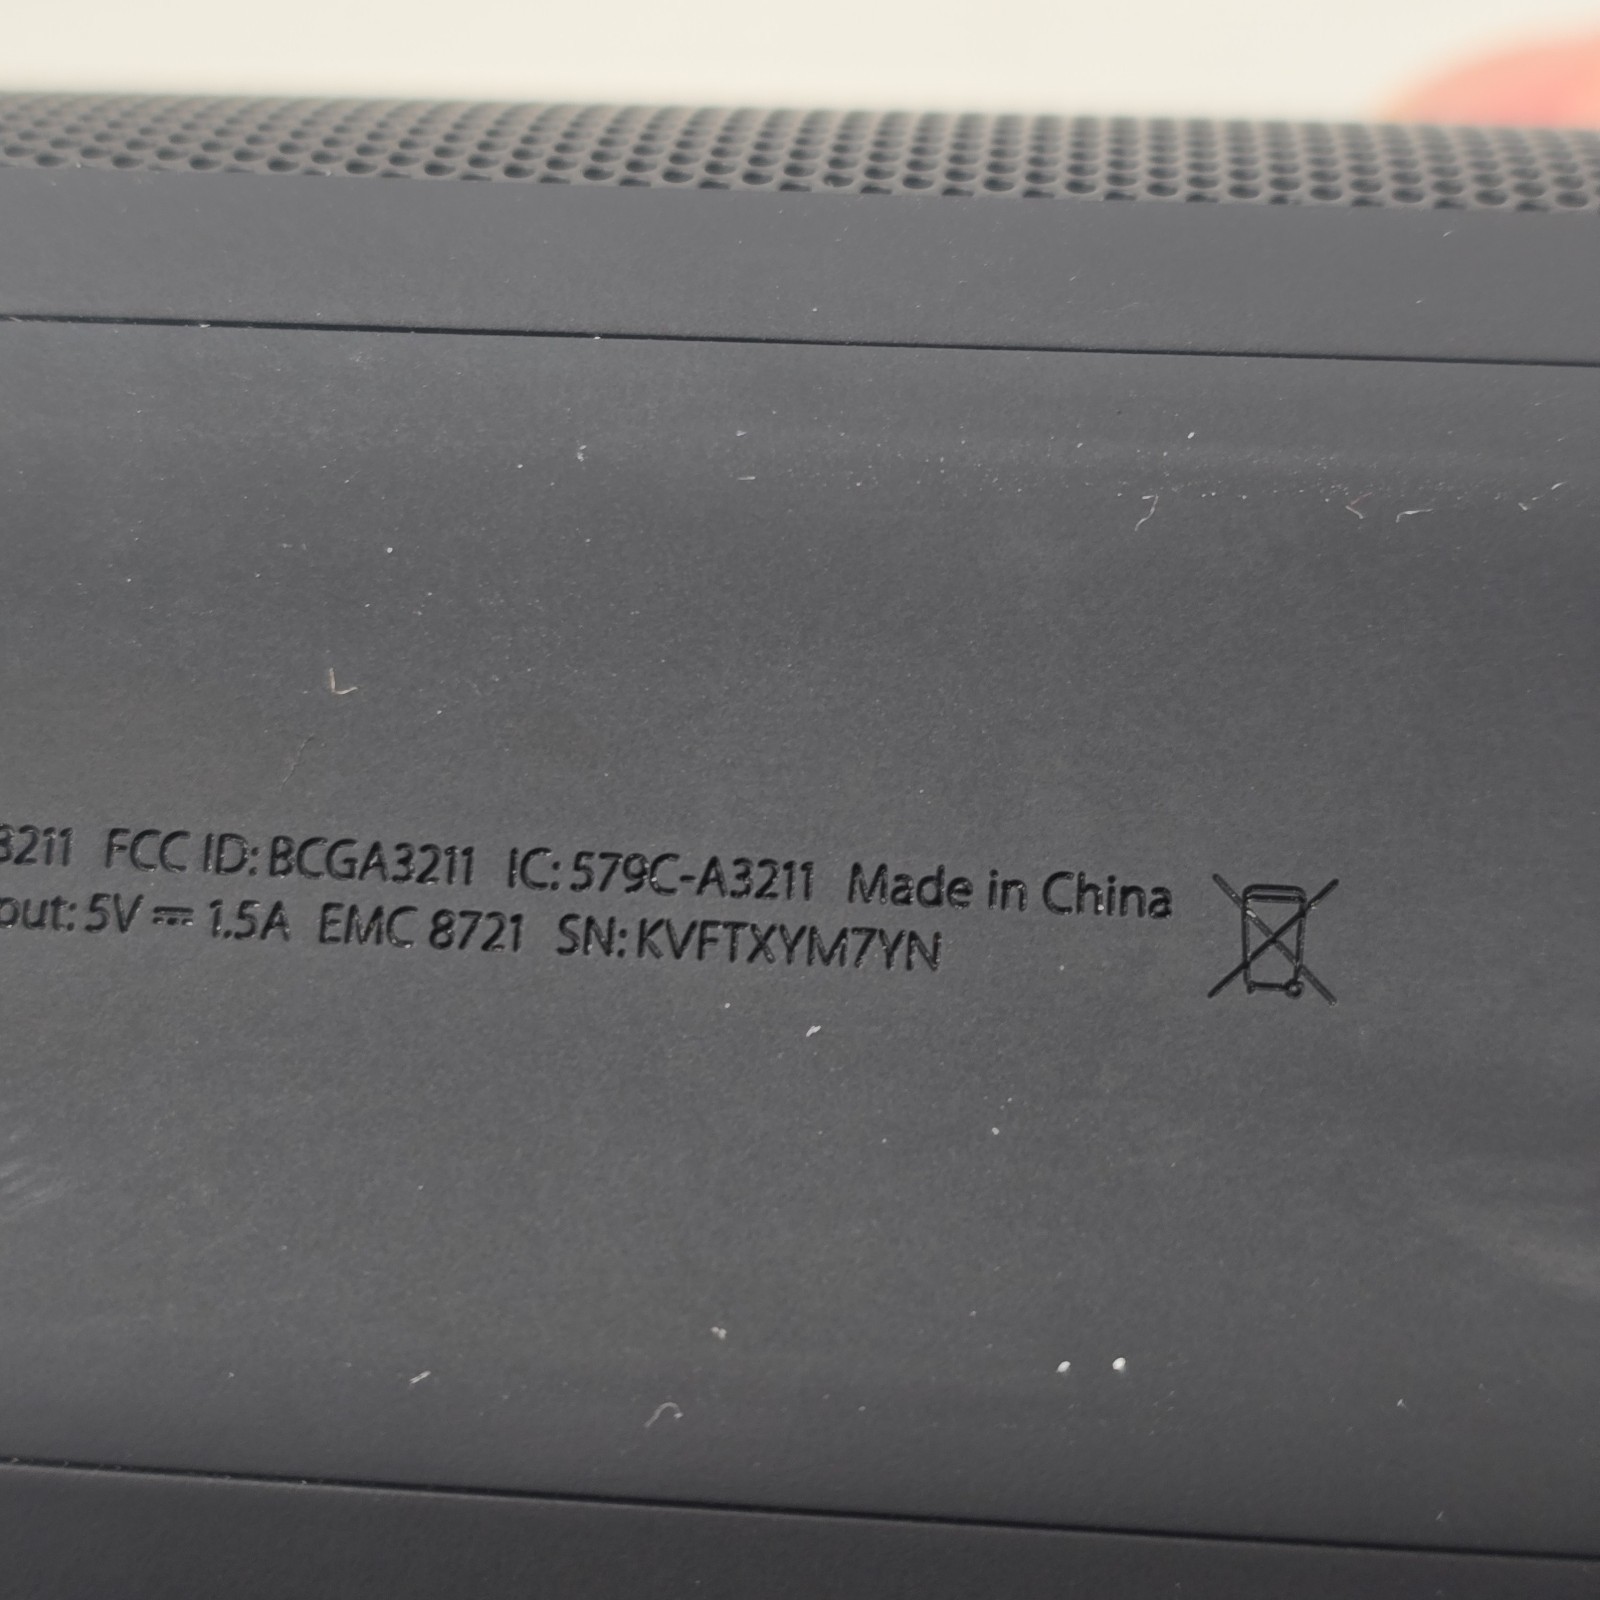 3211 FCC ID: BCGA3211 IC: 579C-A3211 Made in China
put: 5V ⎓ 1.5A EMC 8721 SN: KVFTXYM7YN